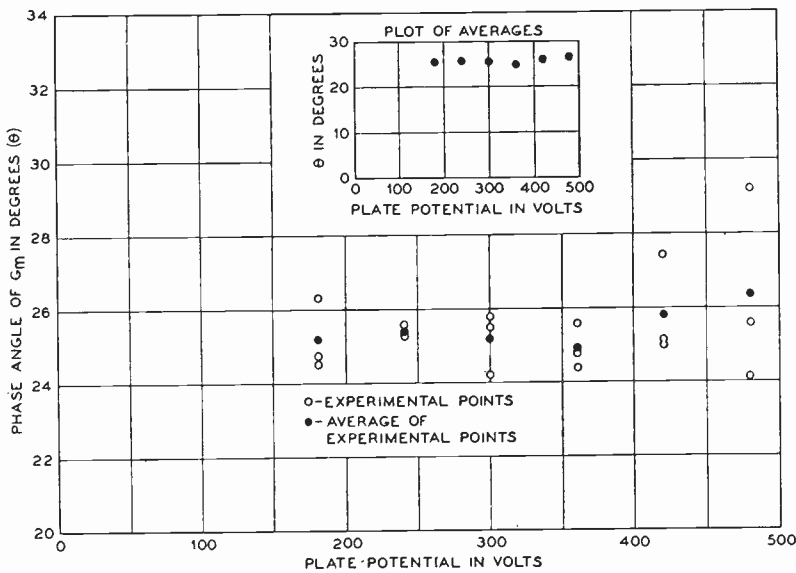 PLOT OF AVERAGES
30
20
10
0
θ IN DEGREES
0 100 200 300 400 500
PLATE POTENTIAL IN VOLTS
34
32
30
28
26
24
22
20
PHASE ANGLE OF Gm IN DEGREES (θ)
O-EXPERIMENTAL POINTS
●-AVERAGE OF
EXPERIMENTAL POINTS
0 100 200 300 400 500
PLATE POTENTIAL IN VOLTS